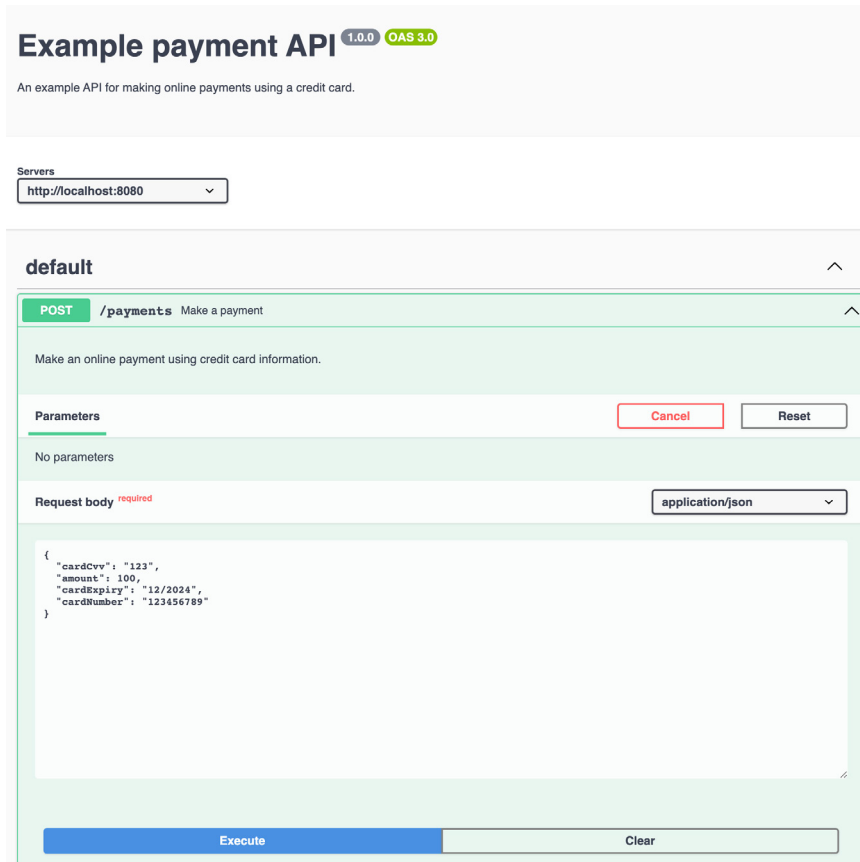 Example payment API 1.0.0 OAS 3.0
An example API for making online payments using a credit card.
Servers
http://localhost:8080
default
POST /payments Make a payment
Make an online payment using credit card information.
Parameters Cancel Reset
No parameters
Request body required application/json
{
"cardCvv": "123",
"amount": 100,
"cardExpiry": "12/2024",
"cardNumber": "123456789"
}
Execute Clear